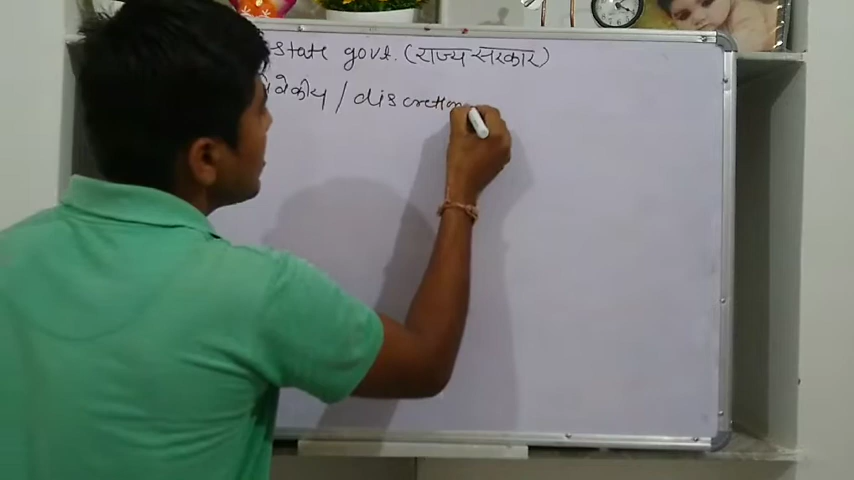 State govt. (राज्य सरकार)
विवेकीय / discretion